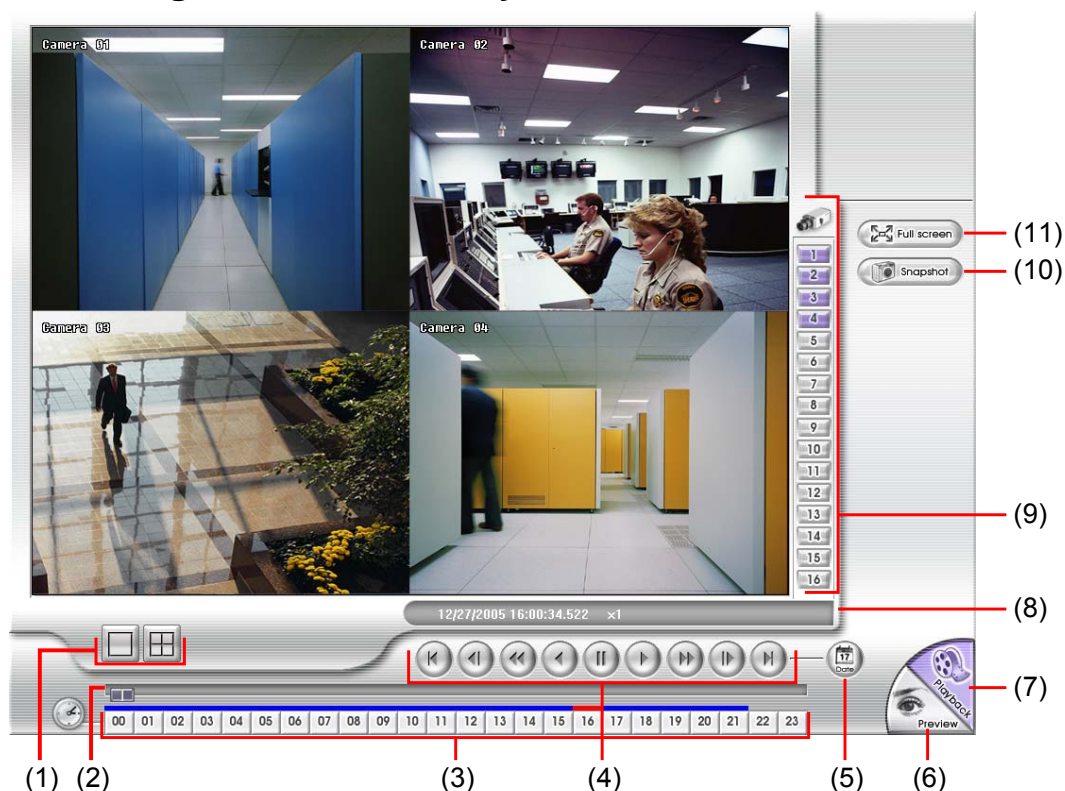 Camera 01
Camera 02
Camera 03
Camera 04
1
2
3
4
5
6
7
8
9
10
11
12
13
14
15
16
Full screen
(11)
Snapshot
(10)
(9)
12/27/2005 16:00:34.522 ×1
(8)
17
Date
Playback
(7)
Preview
00 01 02 03 04 05 06 07 08 09 10 11 12 13 14 15 16 17 18 19 20 21 22 23
(1) (2) (3) (4) (5) (6)